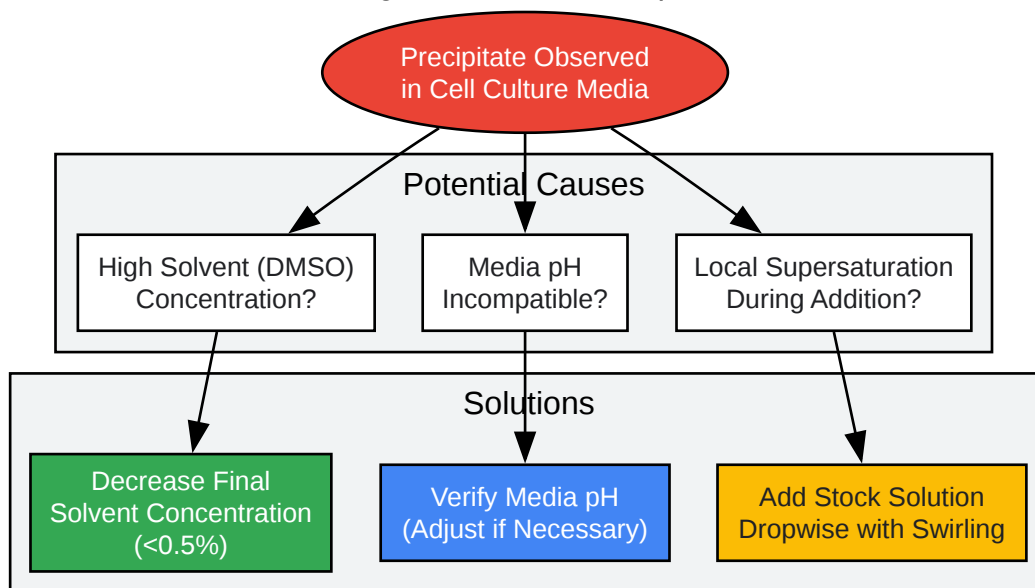 Precipitate Observed
in Cell Culture Media
Potential Causes
High Solvent (DMSO)
Concentration?
Media pH
Incompatible?
Local Supersaturation
During Addition?
Solutions
Decrease Final
Solvent Concentration
(<0.5%)
Verify Media pH
(Adjust if Necessary)
Add Stock Solution
Dropwise with Swirling